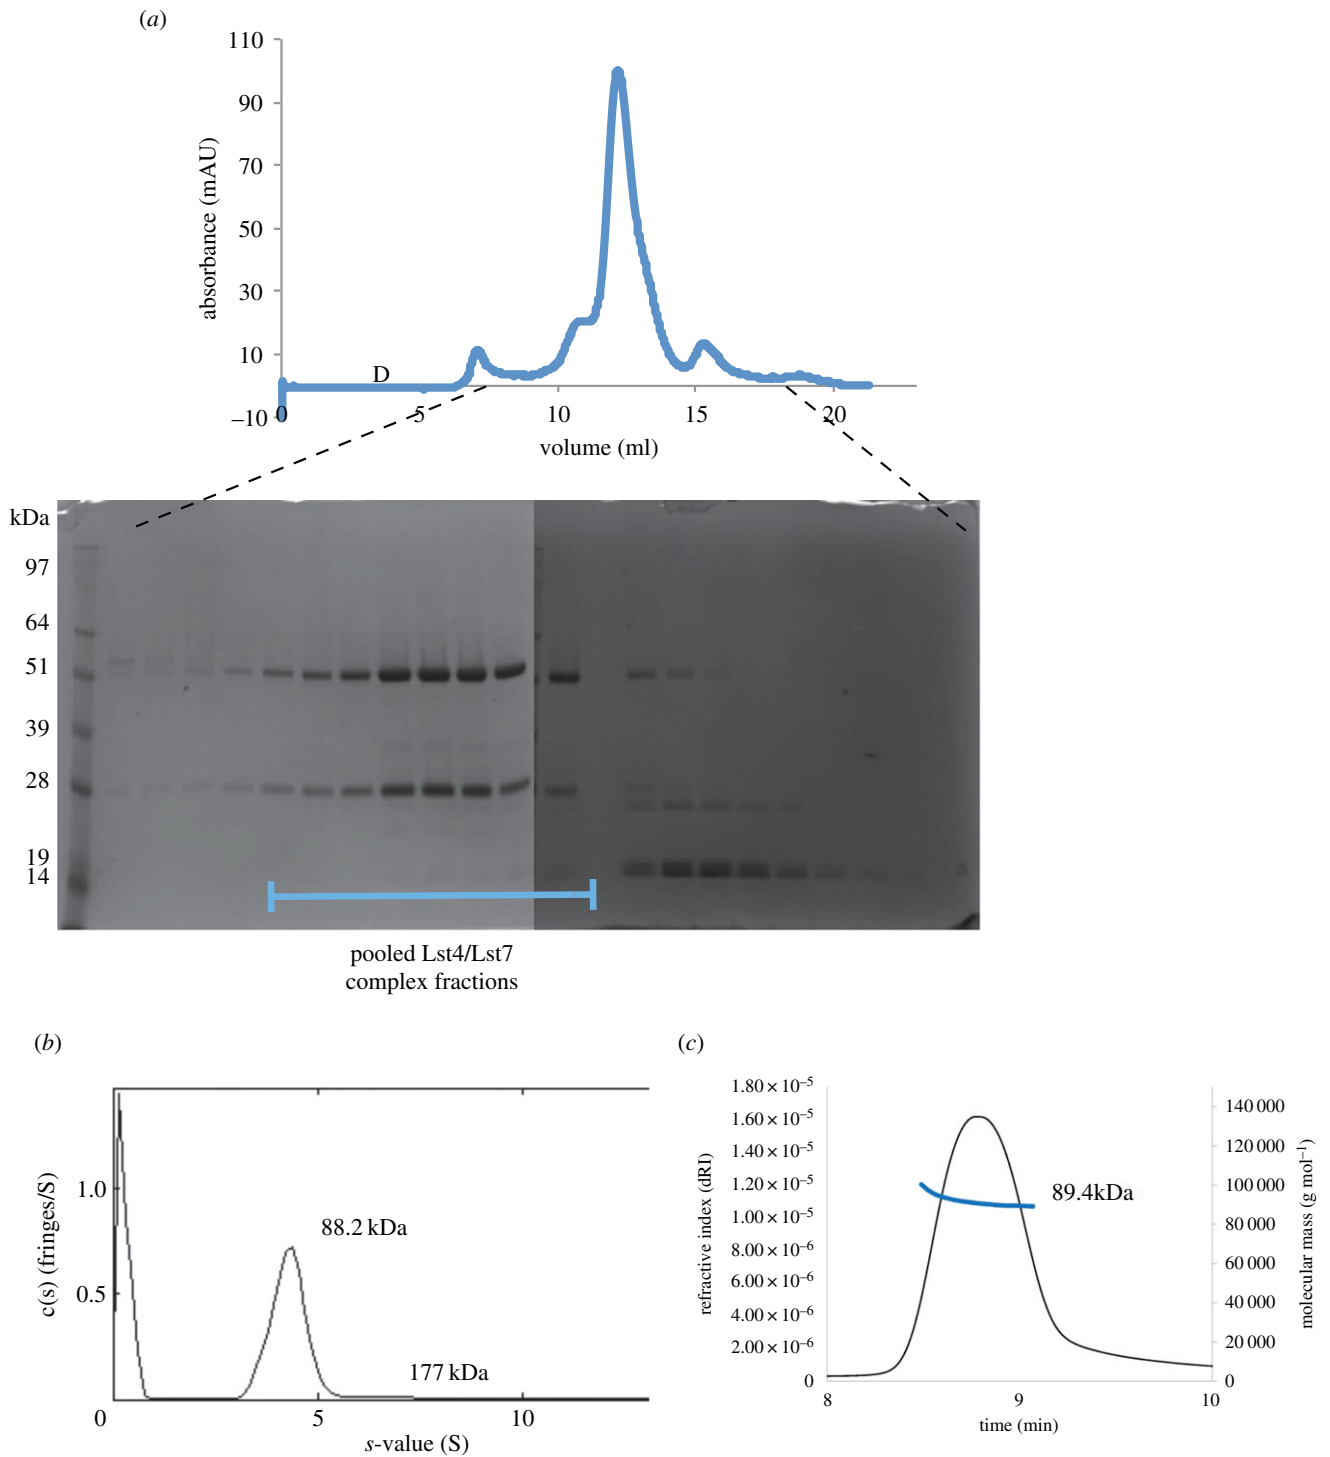 (a)
110
90
70
50
30
10
−10
absorbance (mAU)
D
0
5
10
15
20
volume (ml)
kDa
97
64
51
39
28
19
14
pooled Lst4/Lst7
complex fractions
(b)
1.0
0.5
c(s) (fringes/S)
88.2 kDa
177 kDa
0
5
10
s-value (S)
(c)
1.80 × 10⁻⁵
1.60 × 10⁻⁵
1.40 × 10⁻⁵
1.20 × 10⁻⁵
1.00 × 10⁻⁵
8.00 × 10⁻⁶
6.00 × 10⁻⁶
4.00 × 10⁻⁶
2.00 × 10⁻⁶
0
refractive index (dRI)
89.4kDa
140 000
120 000
100 000
80 000
60 000
40 000
20 000
0
molecular mass (g mol⁻¹)
8
9
10
time (min)